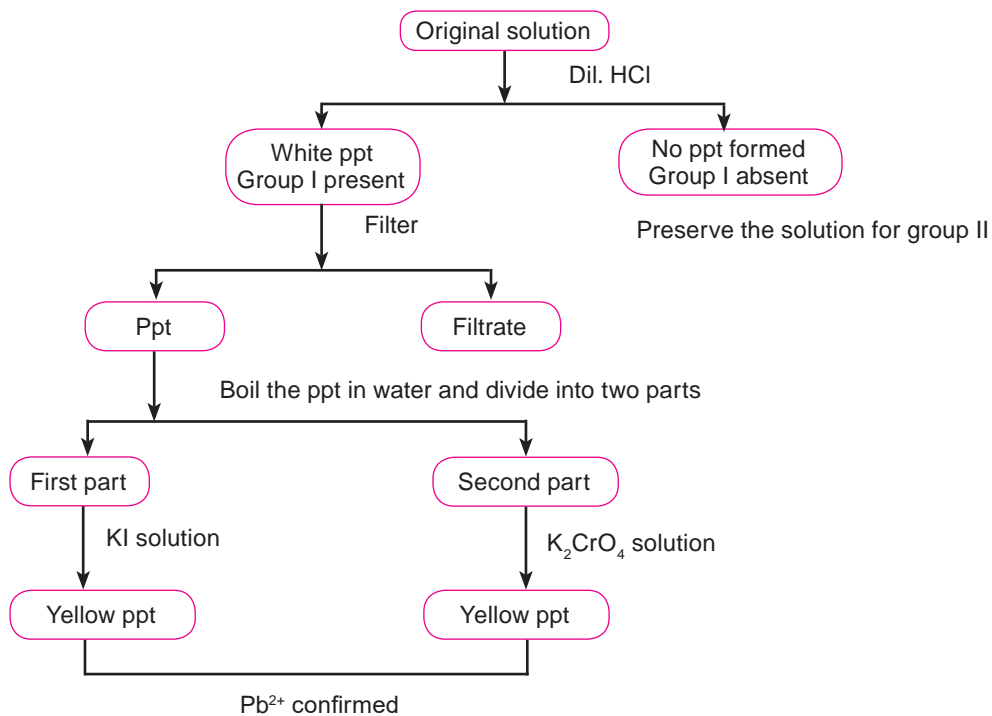 Original solution
Dil. HCl
White ppt
Group I present
No ppt formed
Group I absent
Filter
Preserve the solution for group II
Ppt
Filtrate
Boil the ppt in water and divide into two parts
First part
Second part
KI solution
K₂CrO₄ solution
Yellow ppt
Yellow ppt
Pb²⁺ confirmed